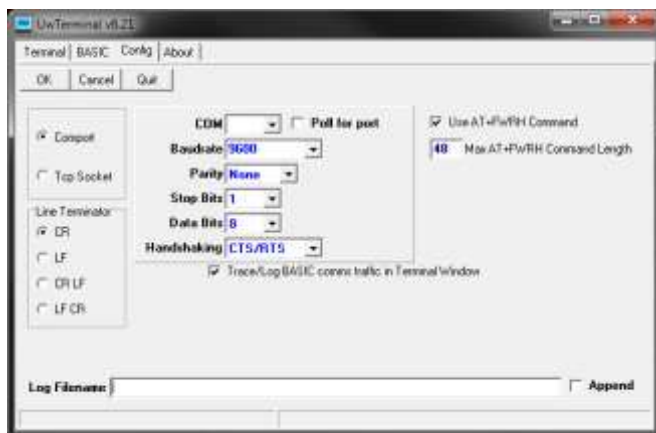 UwTerminal v6.21
Terminal BASIC Config About
OK Cancel Quit
Comport
Tcp Socket
Line Terminator
CR
LF
CR LF
LF CR
COM Poll for port
Baudrate 9600
Parity None
Stop Bits 1
Data Bits 8
Handshaking CTS/RTS
Use AT+FWRH Command
48 Max AT+FWRH Command Length
Trace/Log BASIC comms traffic in Terminal Window
Log Filename Append